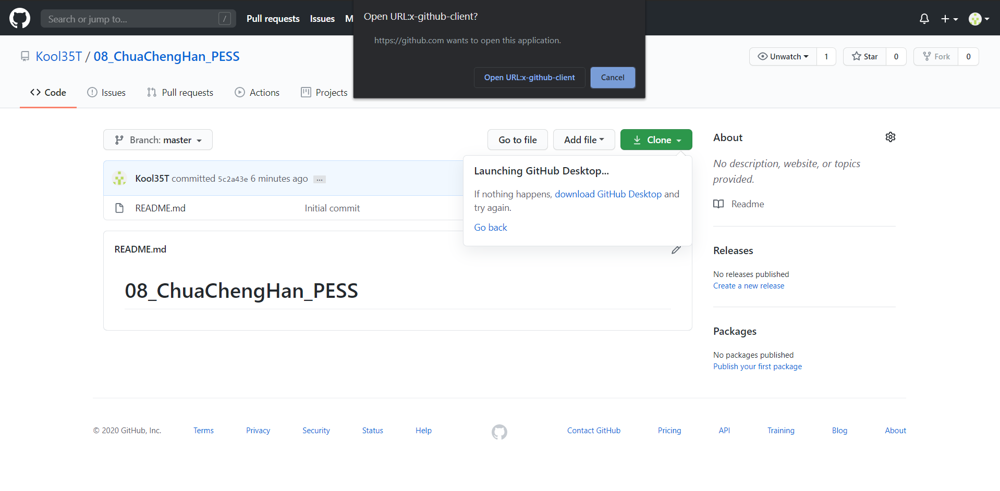 Search or jump to...
/
Pull requests
Issues
M
Open URL:x-github-client?
https://github.com wants to open this application.
Open URL:x-github-client
Cancel
Kool35T / 08_ChuaChengHan_PESS
Unwatch
1
Star
0
Fork
0
Code
Issues
Pull requests
Actions
Projects
Branch: master
Go to file
Add file
Clone
Launching GitHub Desktop...
If nothing happens, download GitHub Desktop and
try again.
Go back
Kool35T committed 5c2a43e 6 minutes ago ...
README.md
Initial commit
README.md
08_ChuaChengHan_PESS
About
No description, website, or topics
provided.
Readme
Releases
No releases published
Create a new release
Packages
No packages published
Publish your first package
© 2020 GitHub, Inc.
Terms
Privacy
Security
Status
Help
Contact GitHub
Pricing
API
Training
Blog
About